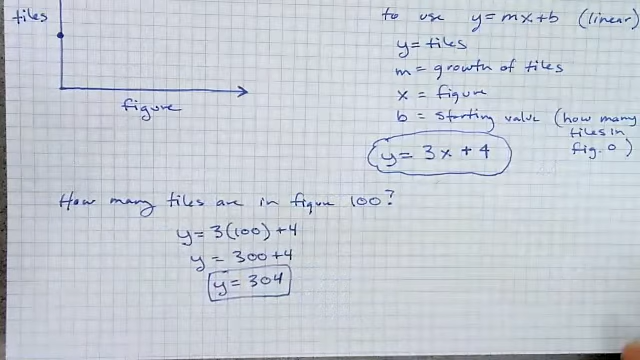 tiles
figure
to use y = mx + b (linear)
y = tiles
m = growth of tiles
x = figure
b = starting value (how many tiles in fig. 0)
y = 3x + 4
How many tiles are in figure 100?
y = 3(100) + 4
y = 300 + 4
y = 304